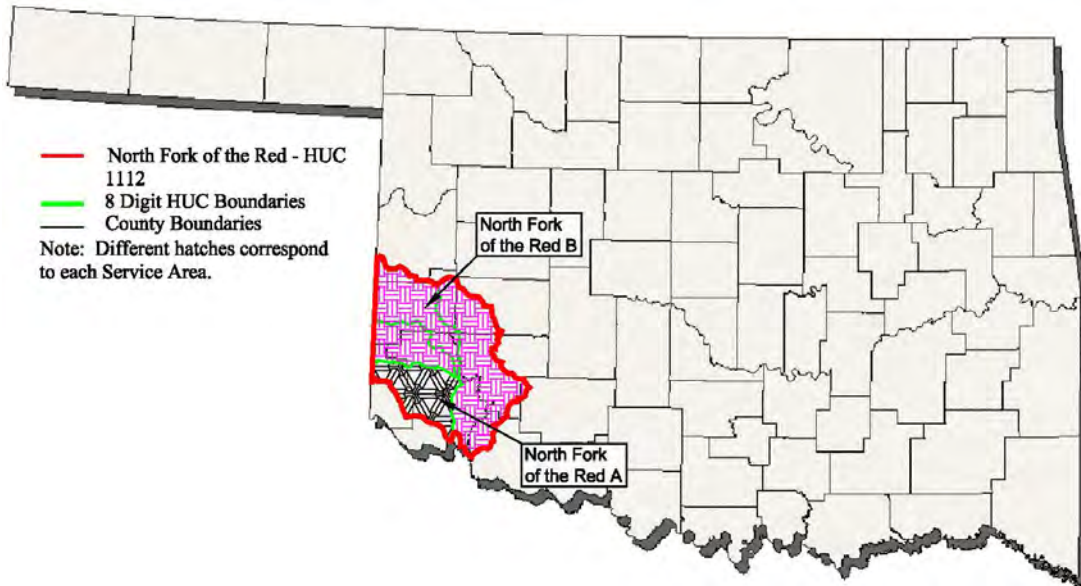 North Fork of the Red - HUC
1112
8 Digit HUC Boundaries
County Boundaries
Note: Different hatches correspond
to each Service Area.
North Fork
of the Red B
North Fork
of the Red A